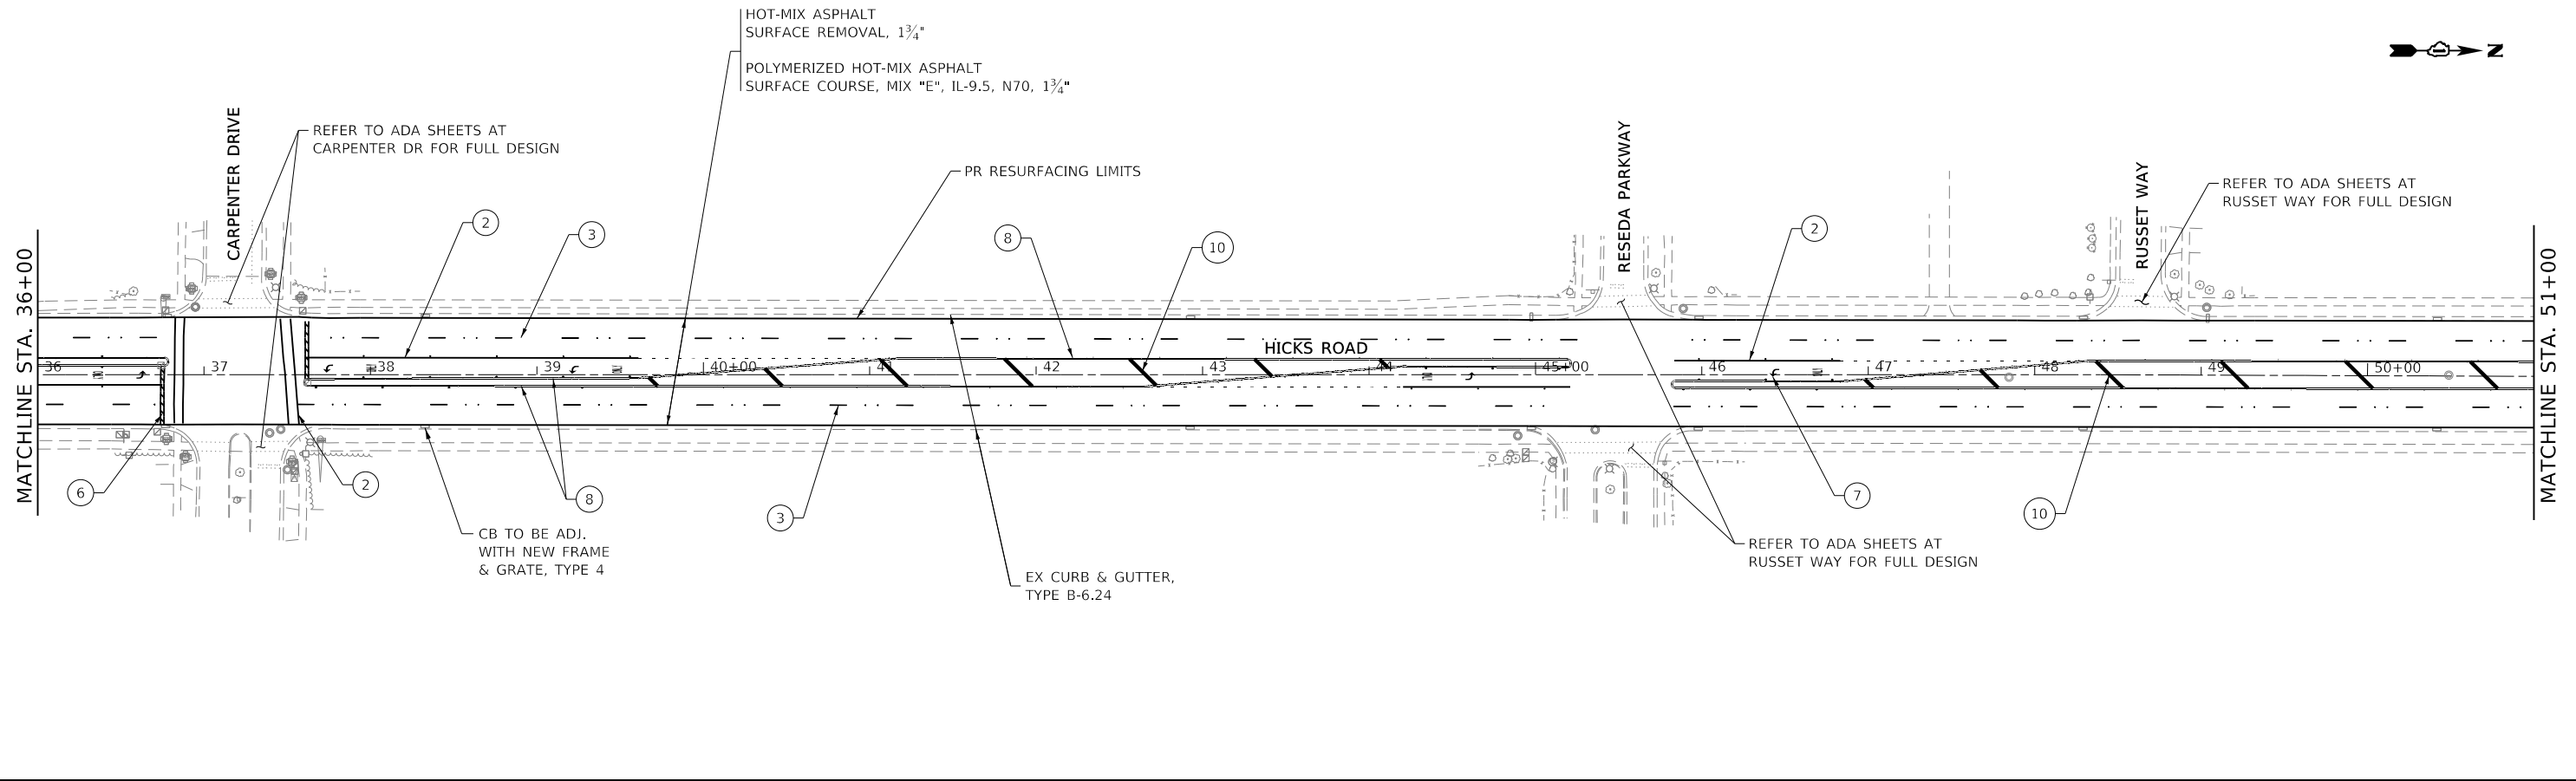 HOT-MIX ASPHALT
SURFACE REMOVAL, 1¾"
POLYMERIZED HOT-MIX ASPHALT
SURFACE COURSE, MIX "E", IL-9.5, N70, 1¾"
N
CARPENTER DRIVE
REFER TO ADA SHEETS AT
CARPENTER DR FOR FULL DESIGN
PR RESURFACING LIMITS
RESEDA PARKWAY
RUSSET WAY
REFER TO ADA SHEETS AT
RUSSET WAY FOR FULL DESIGN
2
3
8
10
2
MATCHLINE STA. 36+00
MATCHLINE STA. 51+00
HICKS ROAD
36
37
38
39
40+00
41
42
43
44
45+00
46
47
48
49
50+00
6
2
8
3
7
10
CB TO BE ADJ.
WITH NEW FRAME
& GRATE, TYPE 4
EX CURB & GUTTER,
TYPE B-6.24
REFER TO ADA SHEETS AT
RUSSET WAY FOR FULL DESIGN